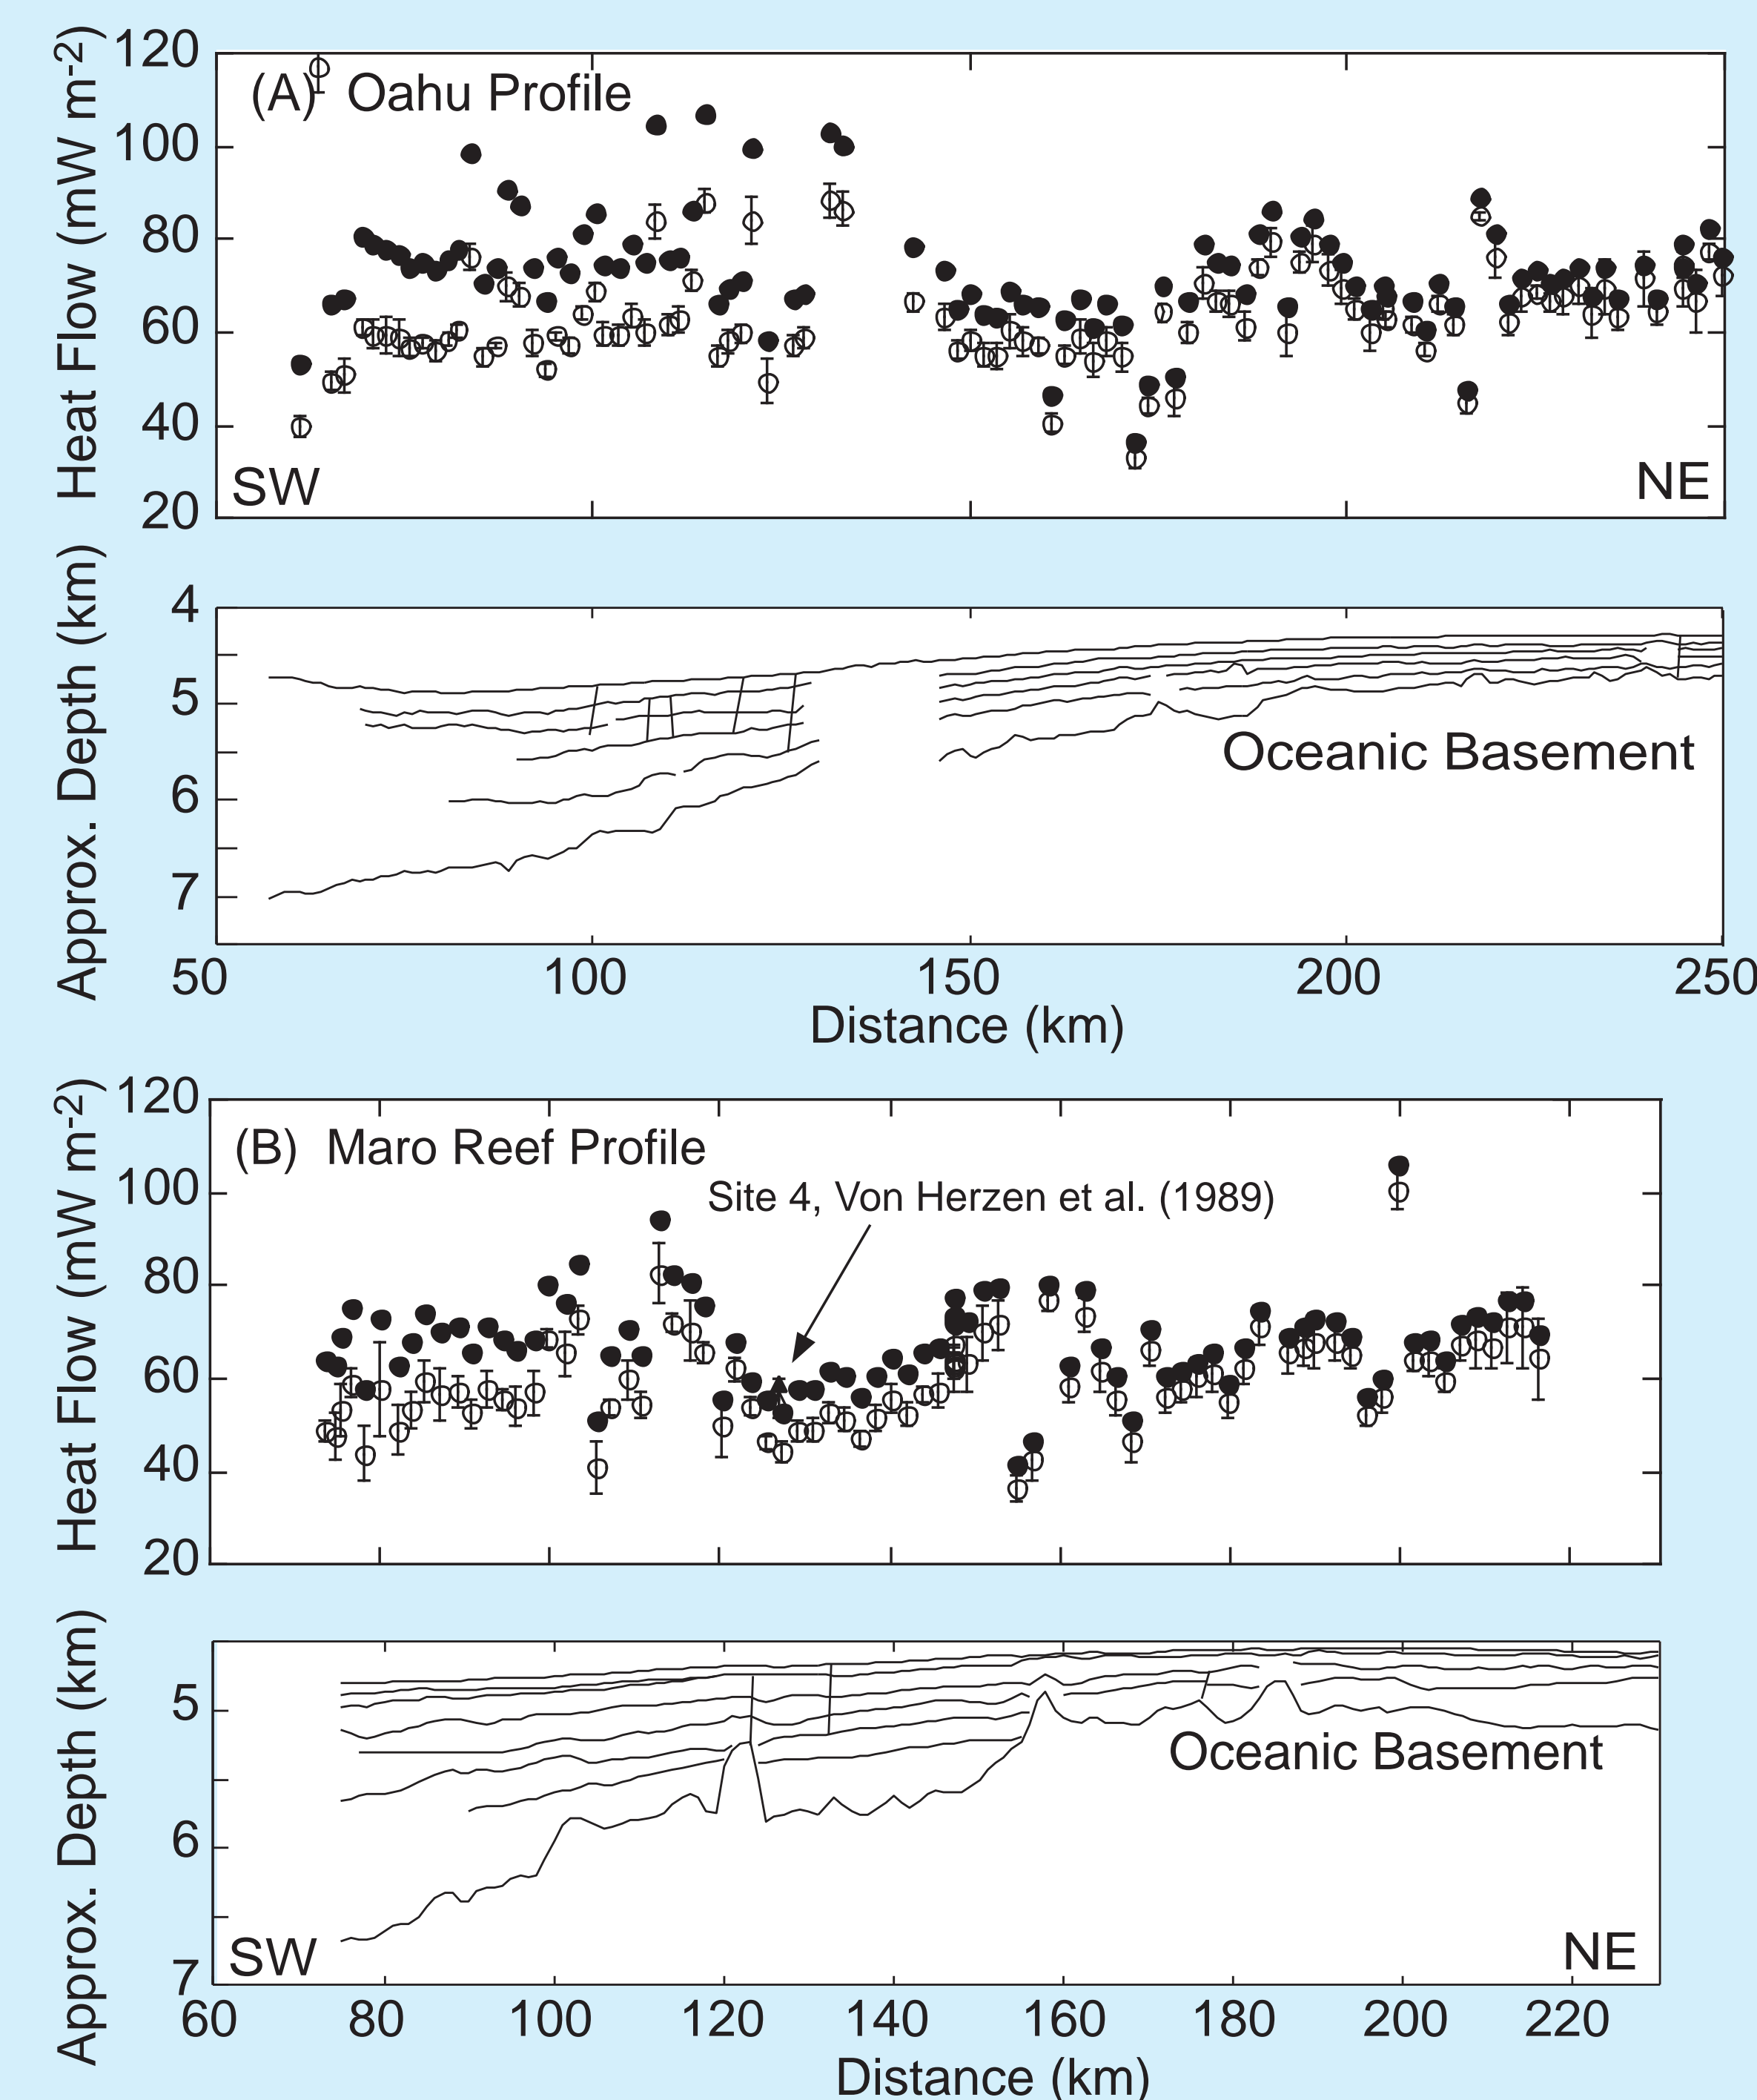 Heat Flow (mW m-2)
120
100
80
60
40
20
(A) Oahu Profile
SW
NE
Approx. Depth (km)
4
5
6
7
Oceanic Basement
50 100 150 200 250
Distance (km)
Heat Flow (mW m-2)
120
100
80
60
40
20
(B) Maro Reef Profile
Site 4, Von Herzen et al. (1989)
Approx. Depth (km)
5
6
7
Oceanic Basement
SW
NE
60 80 100 120 140 160 180 200 220
Distance (km)